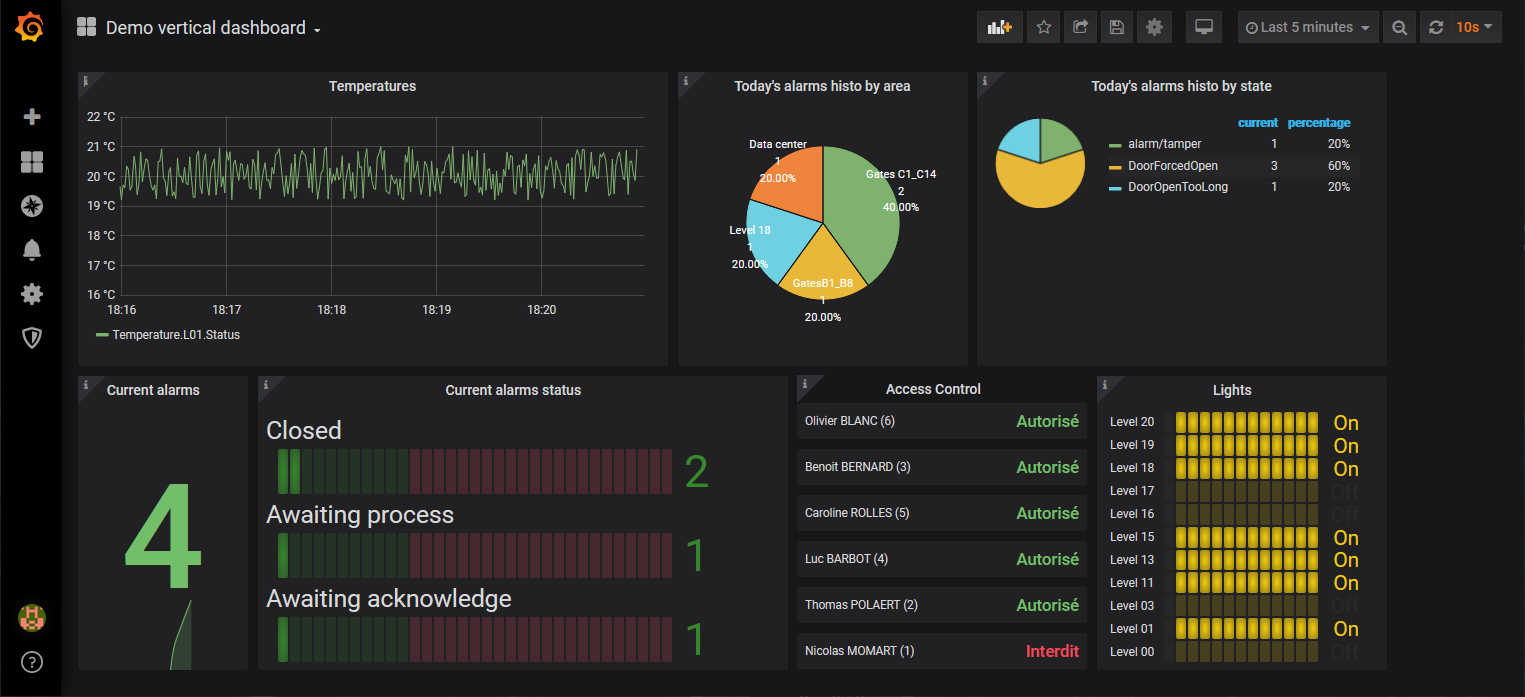 Demo vertical dashboard
Last 5 minutes
10s
Temperatures
22 °C
21 °C
20 °C
19 °C
18 °C
17 °C
16 °C
18:16 18:17 18:18 18:19 18:20
Temperature.L01.Status
Today's alarms histo by area
Data center
1
20.00%
Gates C1_C14
2
40.00%
Level 18
1
20.00%
GatesB1_B8
1
20.00%
Today's alarms histo by state
current percentage
alarm/tamper 1 20%
DoorForcedOpen 3 60%
DoorOpenTooLong 1 20%
Current alarms
4
Current alarms status
Closed
2
Awaiting process
1
Awaiting acknowledge
1
Access Control
Olivier BLANC (6) Autorisé
Benoit BERNARD (3) Autorisé
Caroline ROLLES (5) Autorisé
Luc BARBOT (4) Autorisé
Thomas POLAERT (2) Autorisé
Nicolas MOMART (1) Interdit
Lights
Level 20 On
Level 19 On
Level 18 On
Level 17 Off
Level 16 Off
Level 15 On
Level 13 On
Level 11 On
Level 03 Off
Level 01 On
Level 00 Off